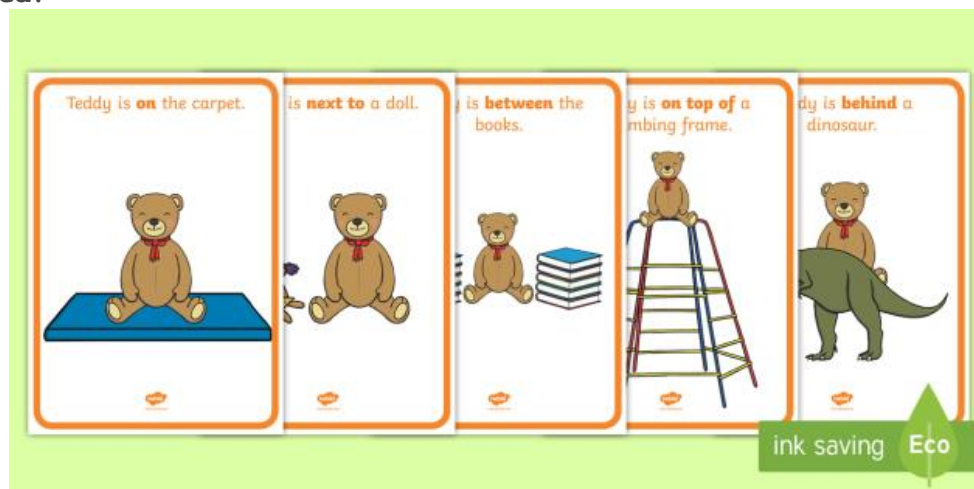 Teddy is on the carpet.
is next to a doll.
is between the
books.
y is on top of a
mbing frame.
dy is behind a
dinosaur.
ink saving Eco